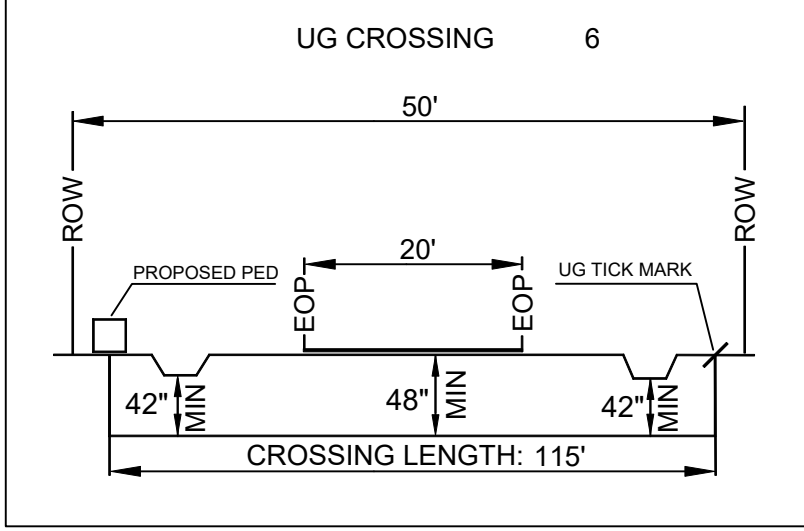 UG CROSSING 6
50'
ROW
ROW
20'
PROPOSED PED
UG TICK MARK
EOP
EOP
42" MIN
48" MIN
42" MIN
CROSSING LENGTH: 115'